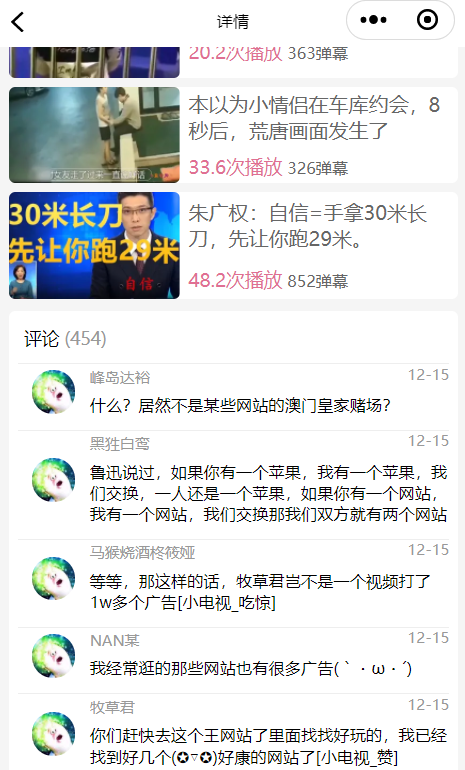 详情
20.2次播放 363弹幕
本以为小情侣在车库约会，8
秒后，荒唐画面发生了
33.6次播放 326弹幕
30米长刀
先让你跑29米
自信
朱广权：自信=手拿30米长
刀，先让你跑29米。
48.2次播放 852弹幕
评论 (454)
峰岛达裕 12-15
什么？居然不是某些网站的澳门皇家赌场？
黑牲白鸾 12-15
鲁迅说过，如果你有一个苹果，我有一个苹果，我
们交换，一人还是一个苹果，如果你有一个网站，
我有一个网站，我们交换那我们双方就有两个网站
马猴烧酒柊筱娅 12-15
等等，那这样的话，牧草君岂不是一个视频打了
1w多个广告[小电视_吃惊]
NAN某 12-15
我经常逛的那些网站也有很多广告(｀・ω・´)
牧草君 12-15
你们赶快去这个王网站了里面找找好玩的，我已经
找到好几个(✪▽✪)好康的网站了[小电视_赞]